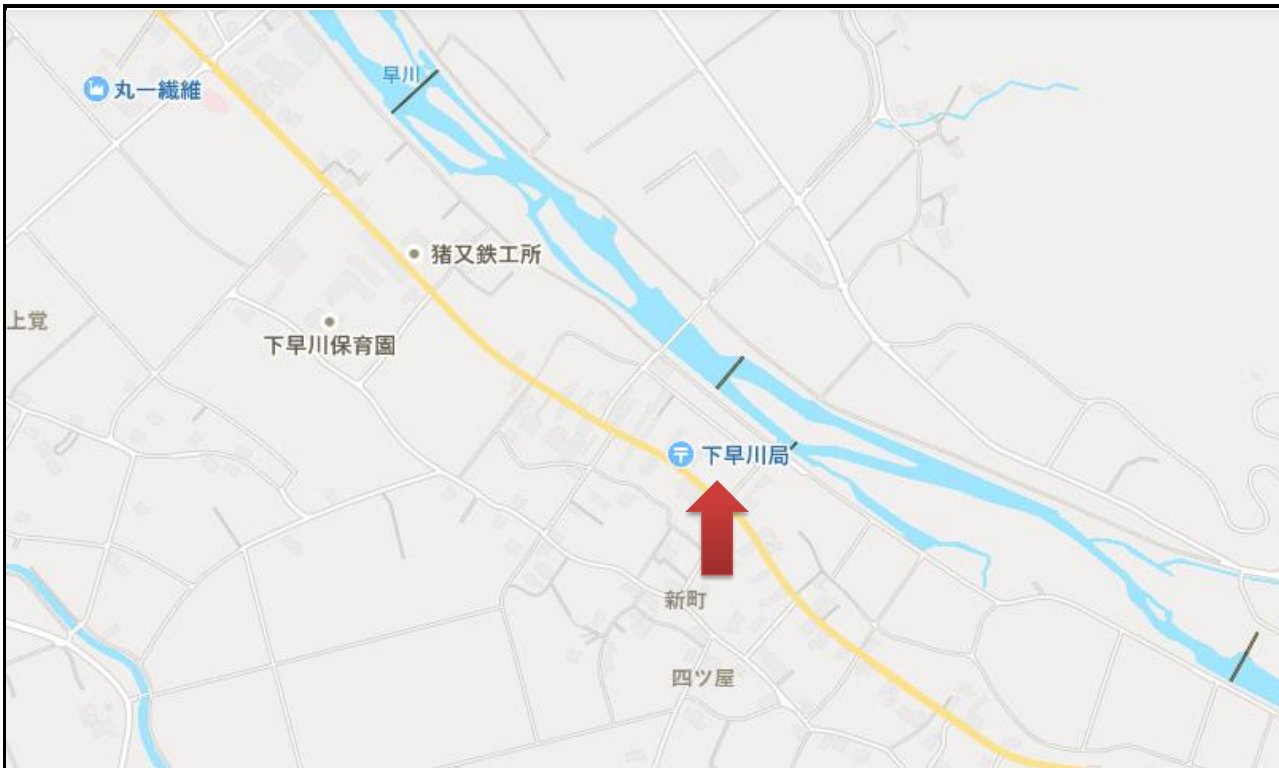 早川
丸一繊維
猪又鉄工所
上覚
下早川保育園
下早川局
新町
四ツ屋